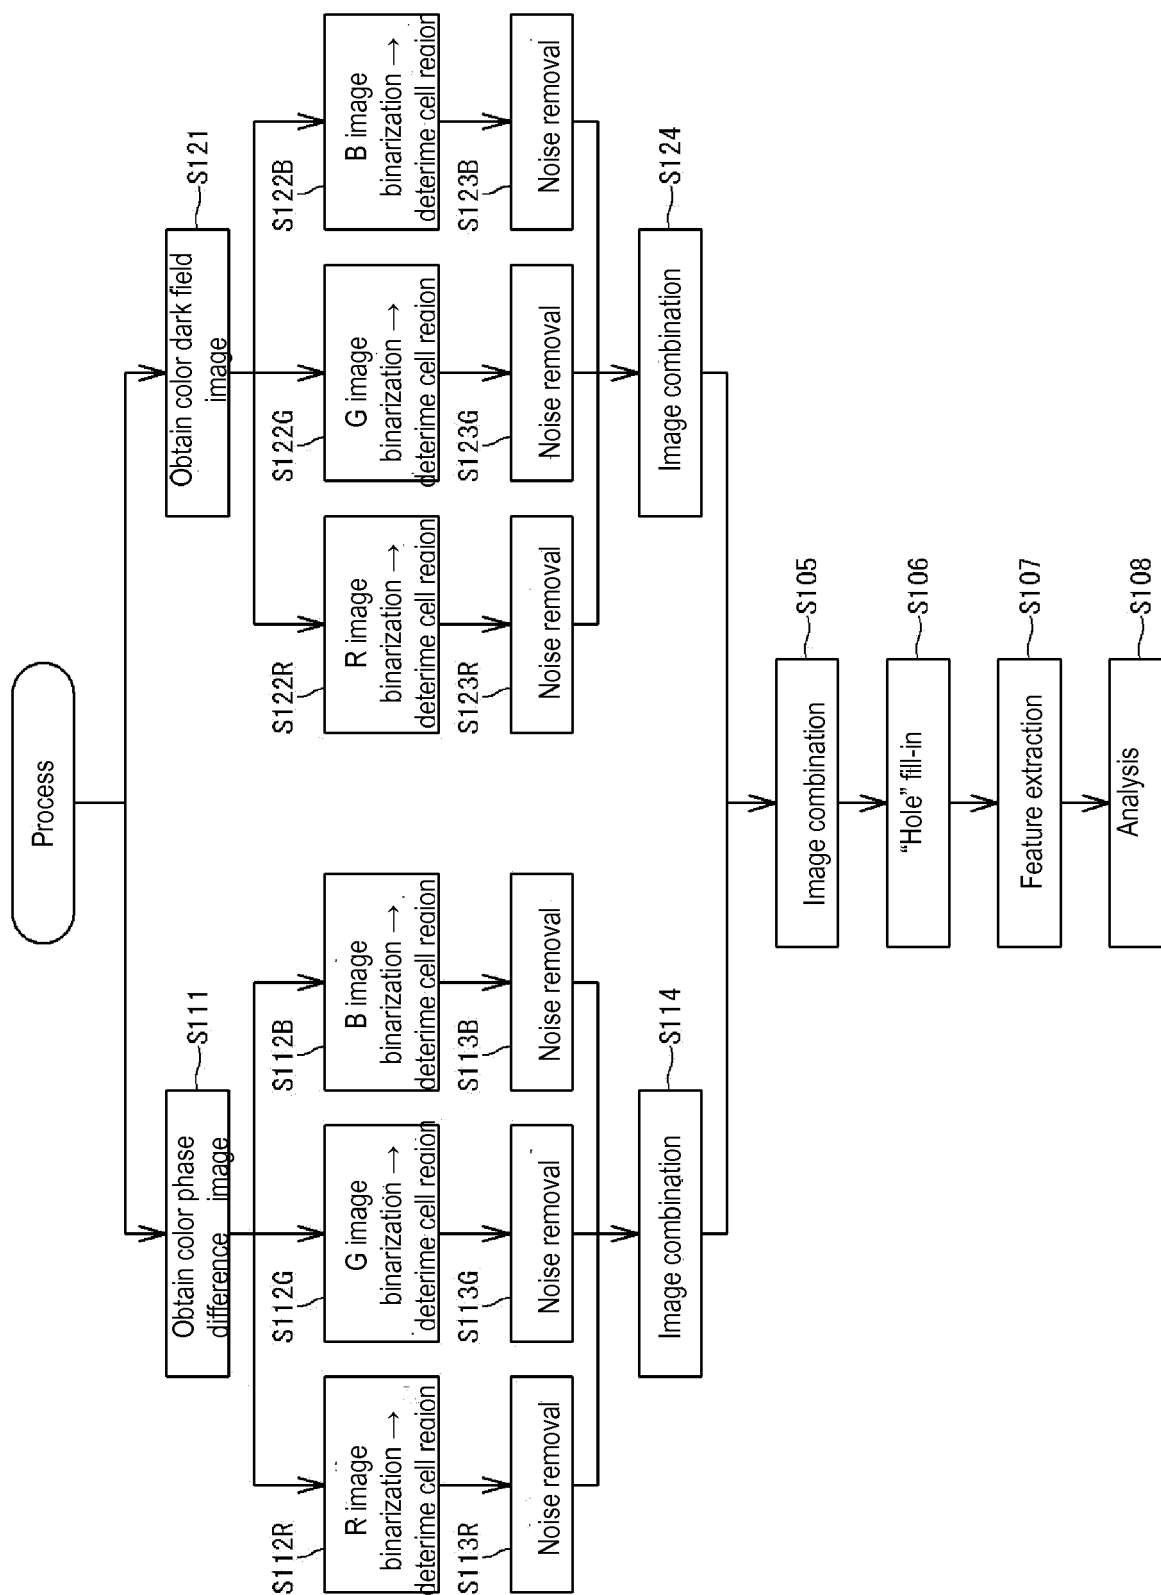 Process
Obtain color phase
difference image
S111
Obtain color dark field
image
S121
S112R
R image
binarization →
deterime cell region
S112G
G image
binarization →
deterime cell region
S112B
B image
binarization →
deterime cell region
S122R
R image
binarization →
deterime cell region
S122G
G image
binarization →
deterime cell region
S122B
B image
binarization →
deterime cell region
S113R
Noise removal
S113G
Noise removal
S113B
Noise removal
S123R
Noise removal
S123G
Noise removal
S123B
Noise removal
Image combination
S114
Image combination
S124
Image combination
S105
“Hole” fill-in
S106
Feature extraction
S107
Analysis
S108